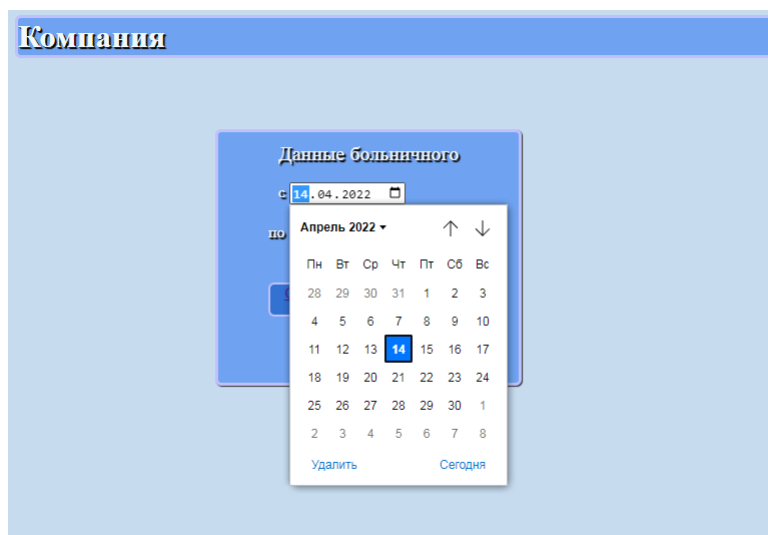 Компания
Данные больничного
с 14.04.2022
по
Апрель 2022
Пн Вт Ср Чт Пт Сб Вс
28 29 30 31 1 2 3
4 5 6 7 8 9 10
11 12 13 14 15 16 17
18 19 20 21 22 23 24
25 26 27 28 29 30 1
2 3 4 5 6 7 8
Удалить Сегодня